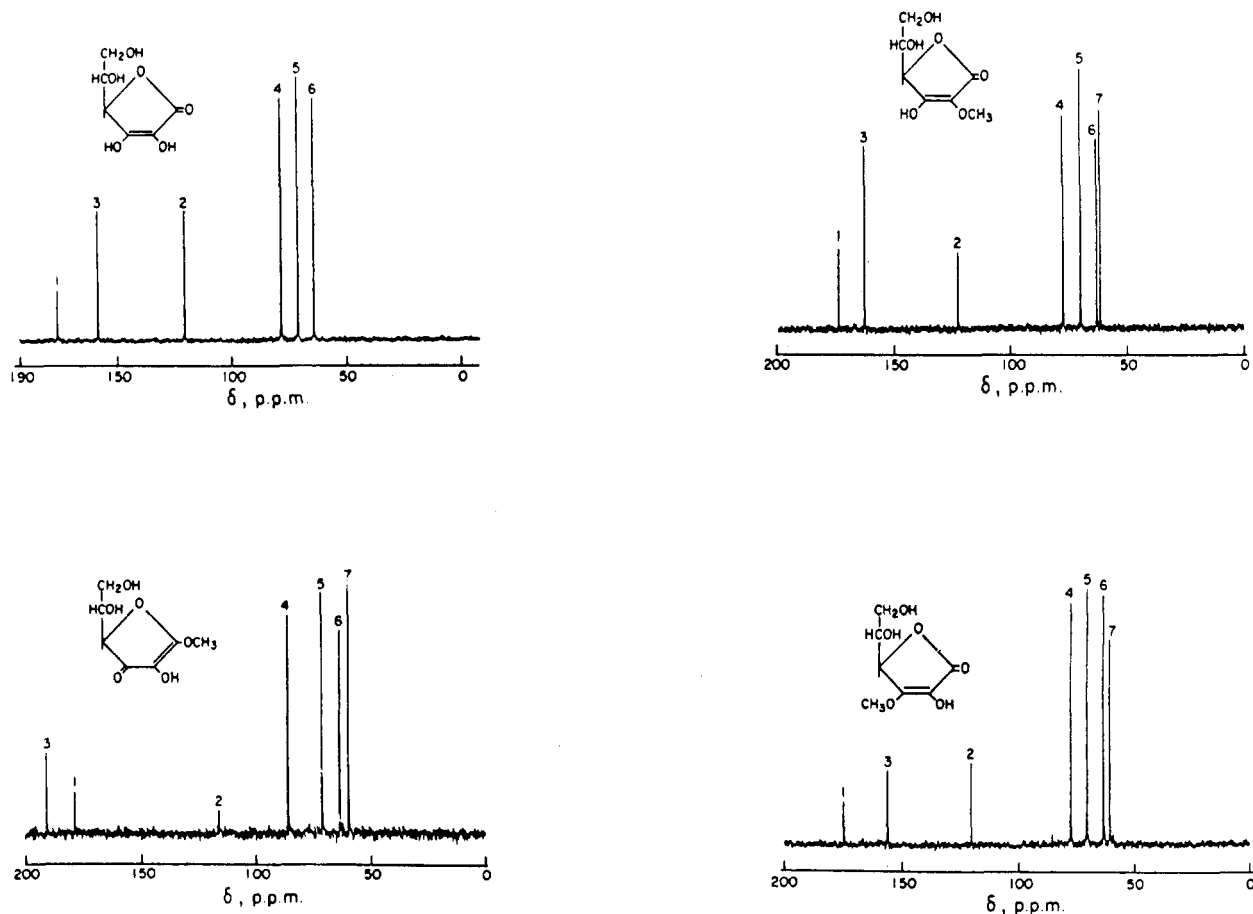 CH₂OH
HCOH
O
O
HO OH
1
3
2
4
5
6
190 150 100 50 0
δ, p.p.m.
CH₂OH
HCOH
O
O
HO OCH₃
1
3
2
4
5
6
7
200 150 100 50 0
δ, p.p.m.
CH₂OH
HCOH
O
OCH₃
O OH
3
1
2
4
5
6
7
200 150 100 50 0
δ, p.p.m.
CH₂OH
HCOH
O
O
CH₃O OH
1
3
2
4
5
6
7
200 150 100 50 0
δ, p.p.m.